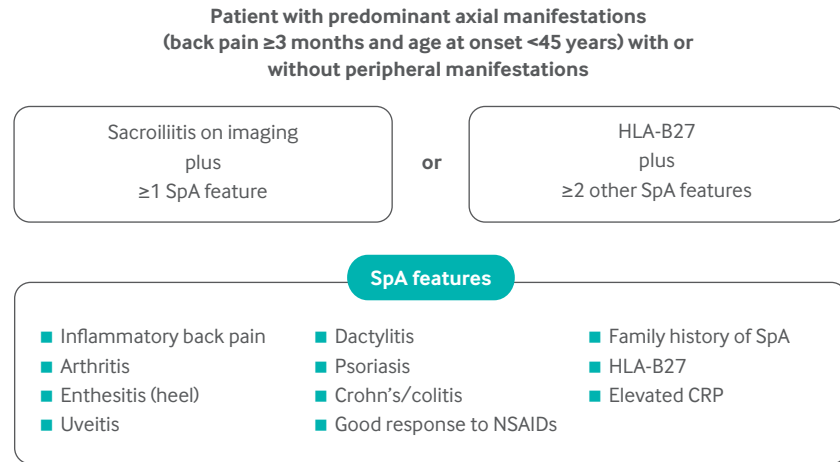 Patient with predominant axial manifestations
(back pain ≥3 months and age at onset <45 years) with or
without peripheral manifestations
Sacroiliitis on imaging
plus
≥1 SpA feature
or
HLA-B27
plus
≥2 other SpA features
SpA features
Inflammatory back pain
Arthritis
Enthesitis (heel)
Uveitis
Dactylitis
Psoriasis
Crohn's/colitis
Good response to NSAIDs
Family history of SpA
HLA-B27
Elevated CRP